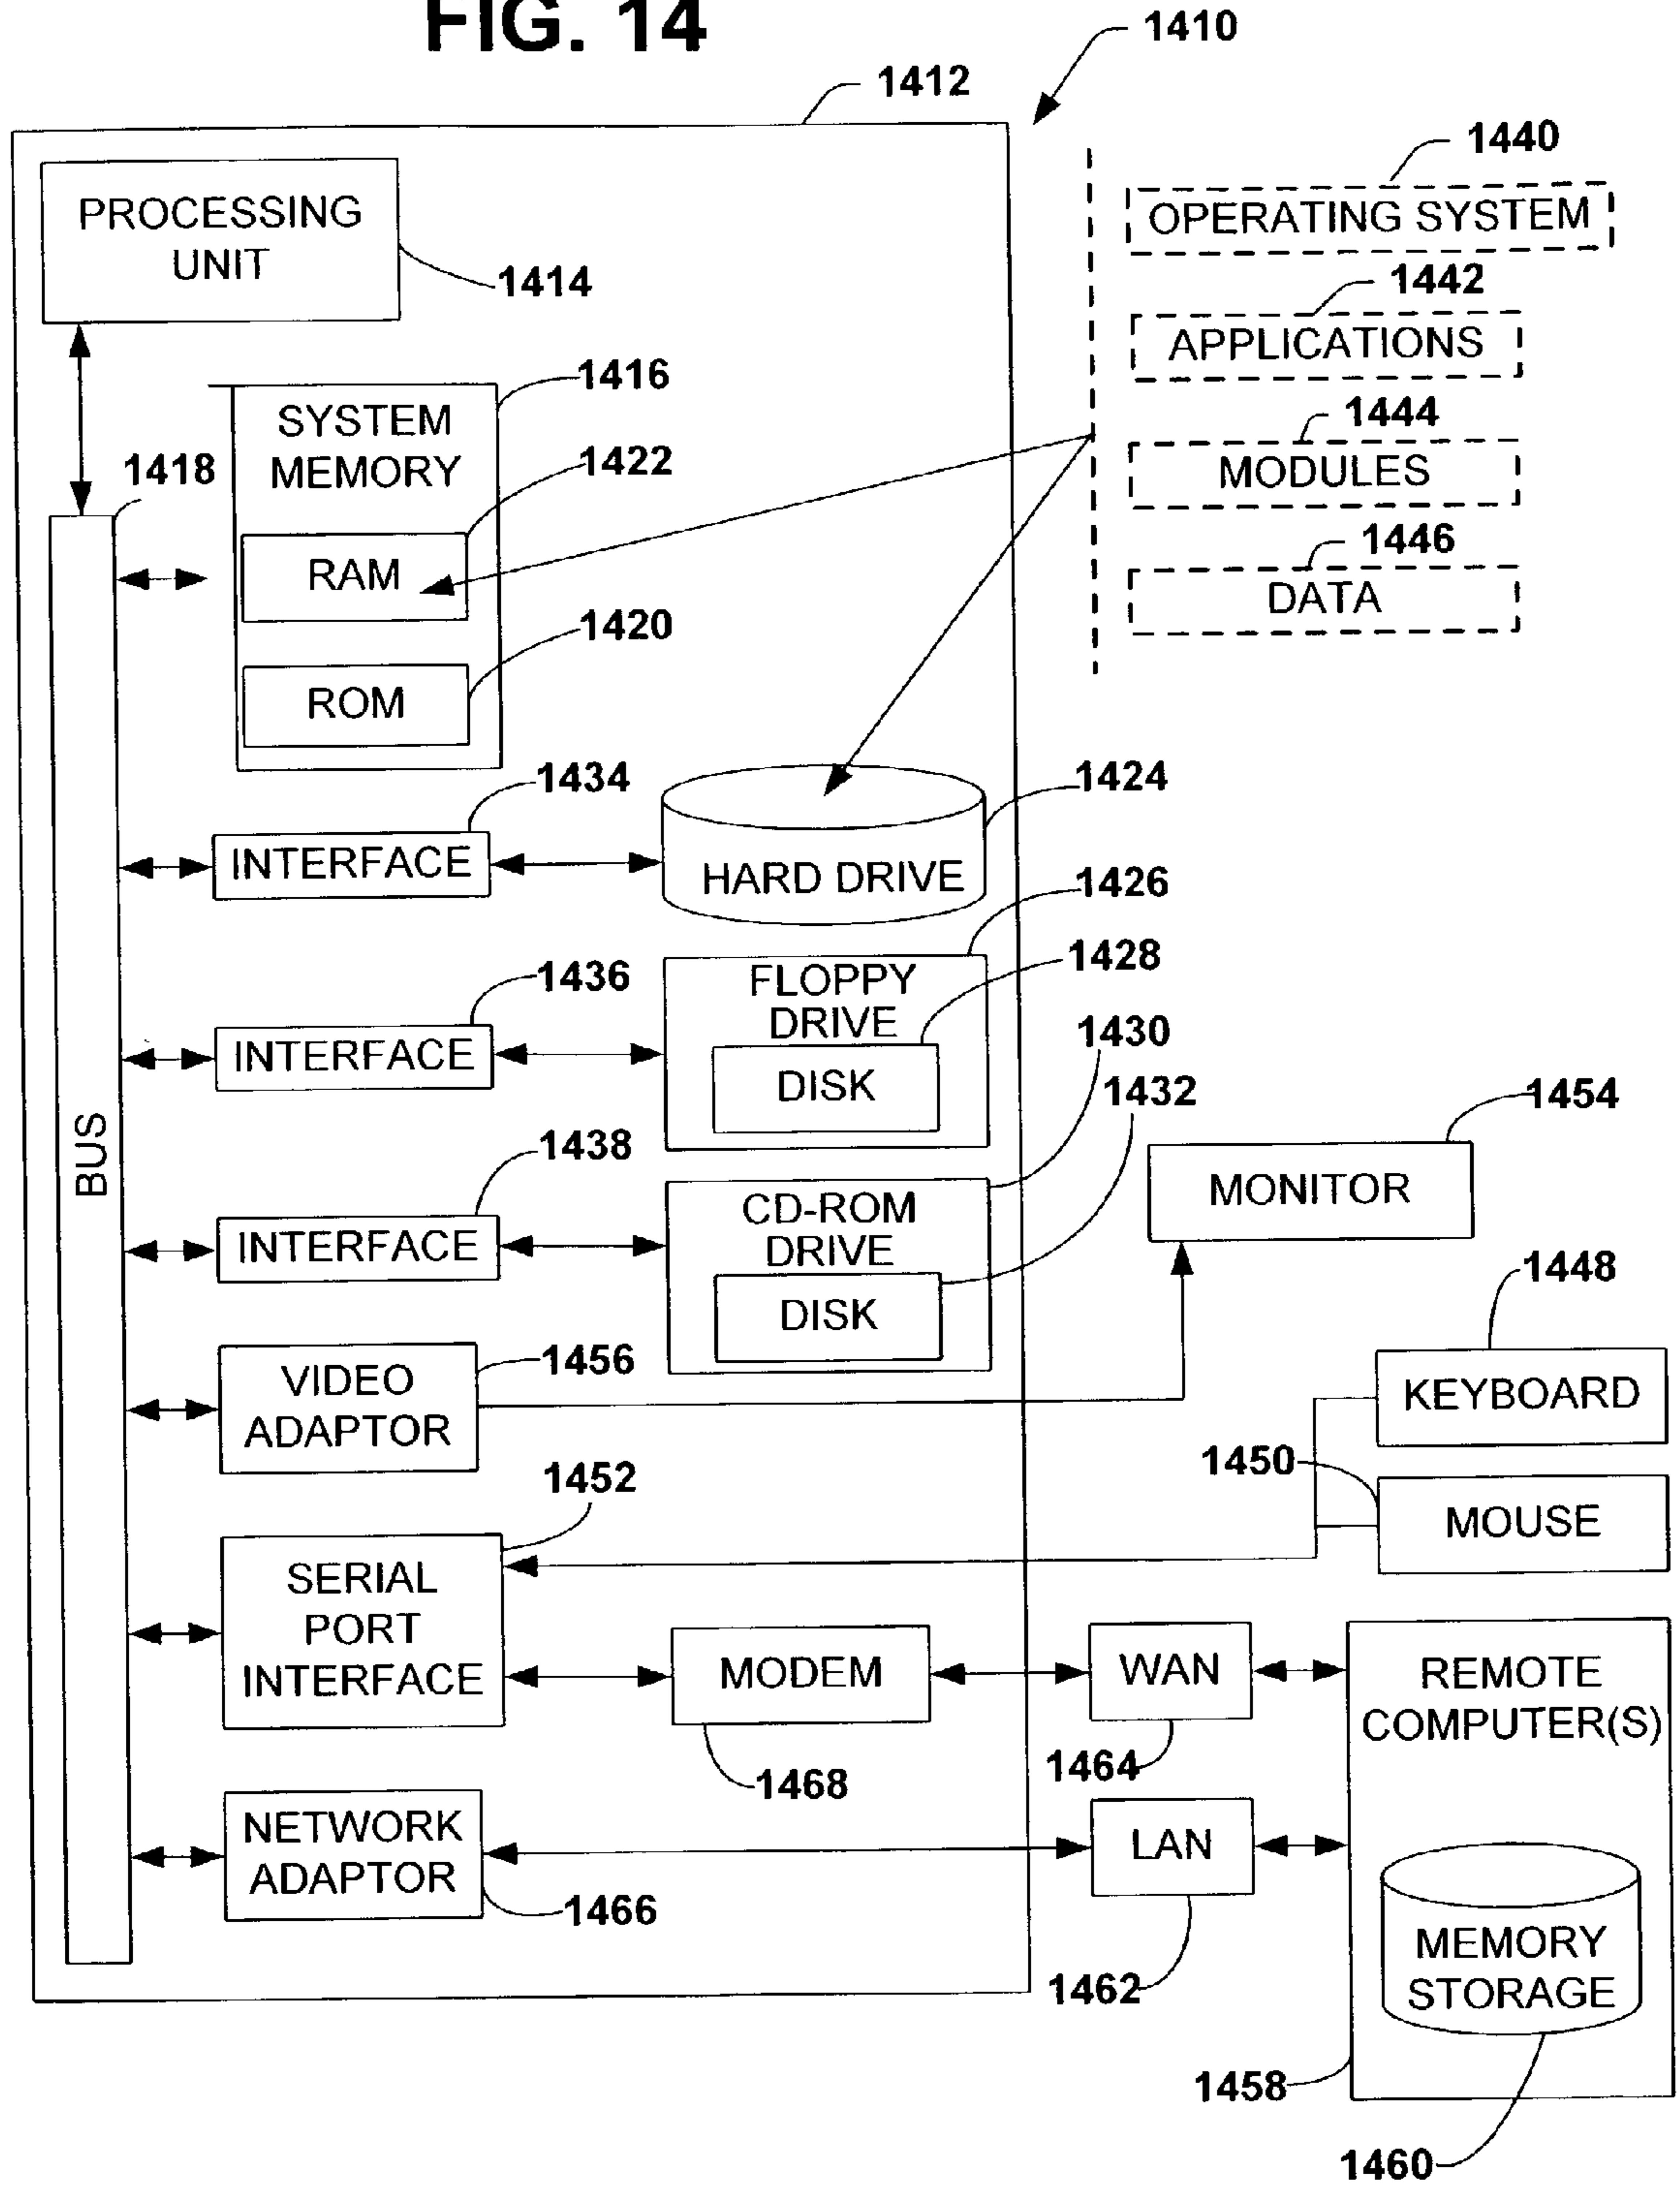 FIG. 14
1410
1412
1440
PROCESSING
UNIT
1414
OPERATING SYSTEM
1442
APPLICATIONS
1416
SYSTEM
MEMORY
1444
MODULES
1418
1422
RAM
1446
DATA
1420
ROM
1434
INTERFACE
1424
HARD DRIVE
1426
1436
INTERFACE
FLOPPY
DRIVE
1428
DISK
1430
1432
BUS
1438
INTERFACE
CD-ROM
DRIVE
DISK
1454
MONITOR
1448
KEYBOARD
1456
VIDEO
ADAPTOR
1450
MOUSE
1452
SERIAL
PORT
INTERFACE
MODEM
1468
WAN
1464
REMOTE
COMPUTER(S)
NETWORK
ADAPTOR
1466
LAN
1462
MEMORY
STORAGE
1458
1460